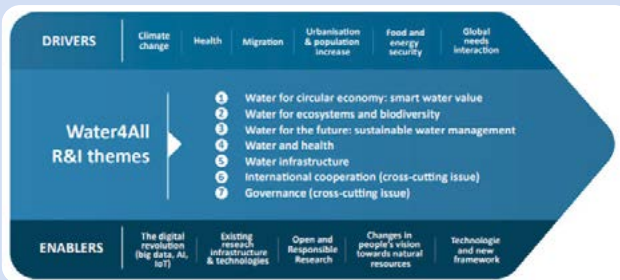 DRIVERS
Climate
change
Health
Migration
Urbanisation
& population
increase
Food and
energy
security
Global
needs
interaction
Water4All
R&I themes
1 Water for circular economy: smart water value
2 Water for ecosystems and biodiversity
3 Water for the future: sustainable water management
4 Water and health
5 Water infrastructure
6 International cooperation (cross-cutting issue)
7 Governance (cross-cutting issue)
ENABLERS
The digital
revolution
(big data, AI,
IoT)
Existing
reseach
infrastructure
& technologies
Open and
Responsible
Research
Changes in
people's vision
towards natural
resources
Technologie
and new
framework